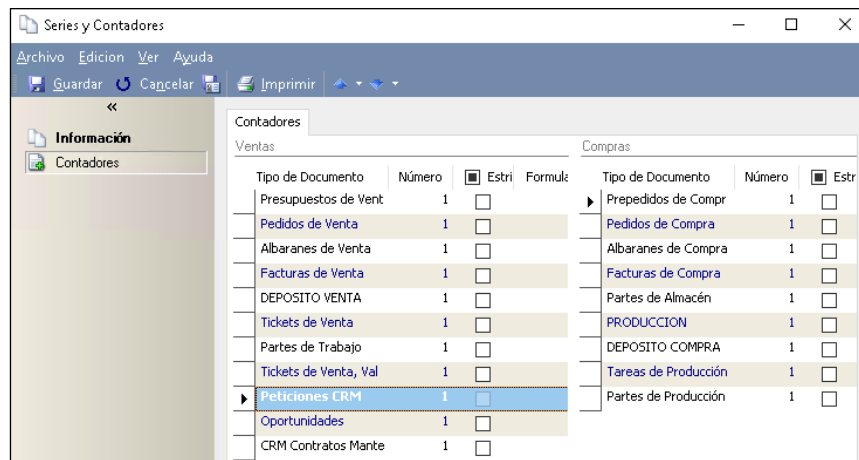 Series y Contadores
Archivo Edicion Ver Ayuda
Guardar Cancelar Imprimir
«
Información
Contadores
Contadores
Ventas
Tipo de Documento Número Estri Formula
Presupuestos de Vent 1
Pedidos de Venta 1
Albaranes de Venta 1
Facturas de Venta 1
DEPOSITO VENTA 1
Tickets de Venta 1
Partes de Trabajo 1
Tickets de Venta, Val 1
Peticiones CRM 1
Oportunidades 1
CRM Contratos Mante 1
Compras
Tipo de Documento Número Estr
Prepedidos de Compr 1
Pedidos de Compra 1
Albaranes de Compra 1
Facturas de Compra 1
Partes de Almacén 1
PRODUCCION 1
DEPOSITO COMPRA 1
Tareas de Producción 1
Partes de Producción 1